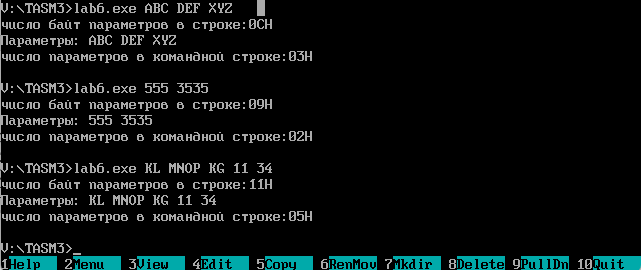 V:\TASM3>lab6.exe ABC DEF XYZ
число байт параметров в строке:0CH
Параметры: ABC DEF XYZ
число параметров в командной строке:03H
V:\TASM3>lab6.exe 555 3535
число байт параметров в строке:09H
Параметры: 555 3535
число параметров в командной строке:02H
V:\TASM3>lab6.exe KL MNOP KG 11 34
число байт параметров в строке:11H
Параметры: KL MNOP KG 11 34
число параметров в командной строке:05H
V:\TASM3>_
1Help 2Menu 3View 4Edit 5Copy 6RenMov 7Mkdir 8Delete 9PullDn 10Quit